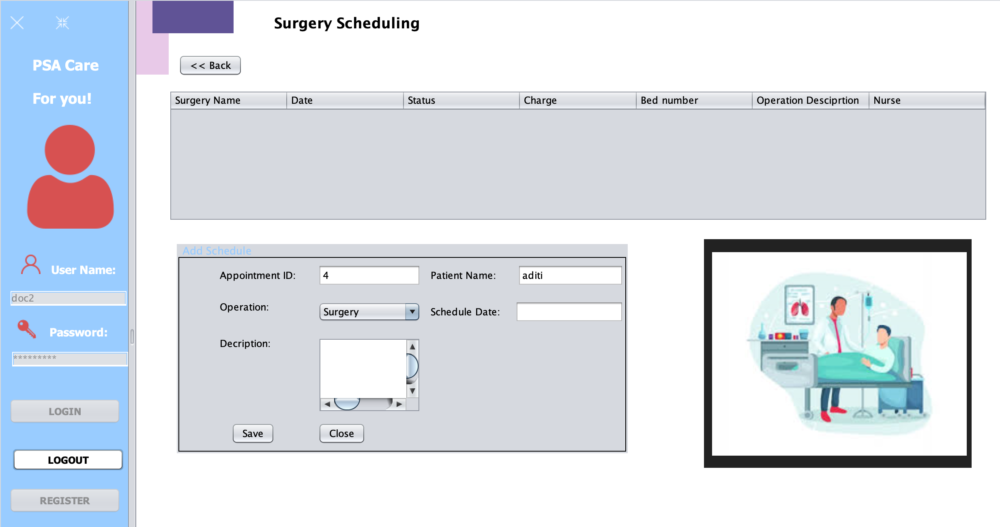 Surgery Scheduling
PSA Care
For you!
<< Back
Surgery Name Date Status Charge Bed number Operation Desciprtion Nurse
User Name:
doc2
Password:
*********
LOGIN
LOGOUT
REGISTER
Add Schedule
Appointment ID: 4 Patient Name: aditi
Operation: Surgery Schedule Date:
Decription:
Save Close